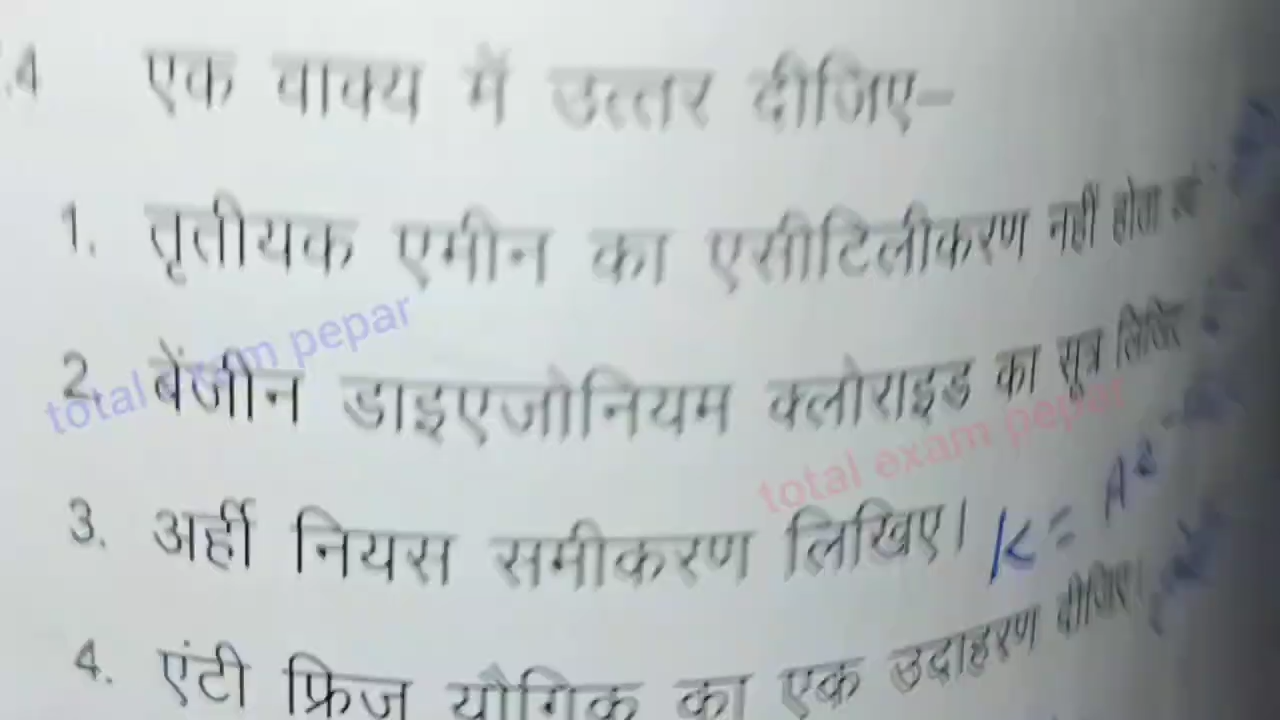 .4 एक वाक्य में उत्तर दीजिए–
1. तृतीयक एमीन का एसीटिलीकरण नहीं होता
2. बेंजीन डाइएजोनियम क्लोराइड का सूत्र
total exam pepar
total exam pepar
3. अर्ही नियस समीकरण लिखिए। K =
4. एंटी फ्रिज यौगिक का एक उदाहरण दीजिए।